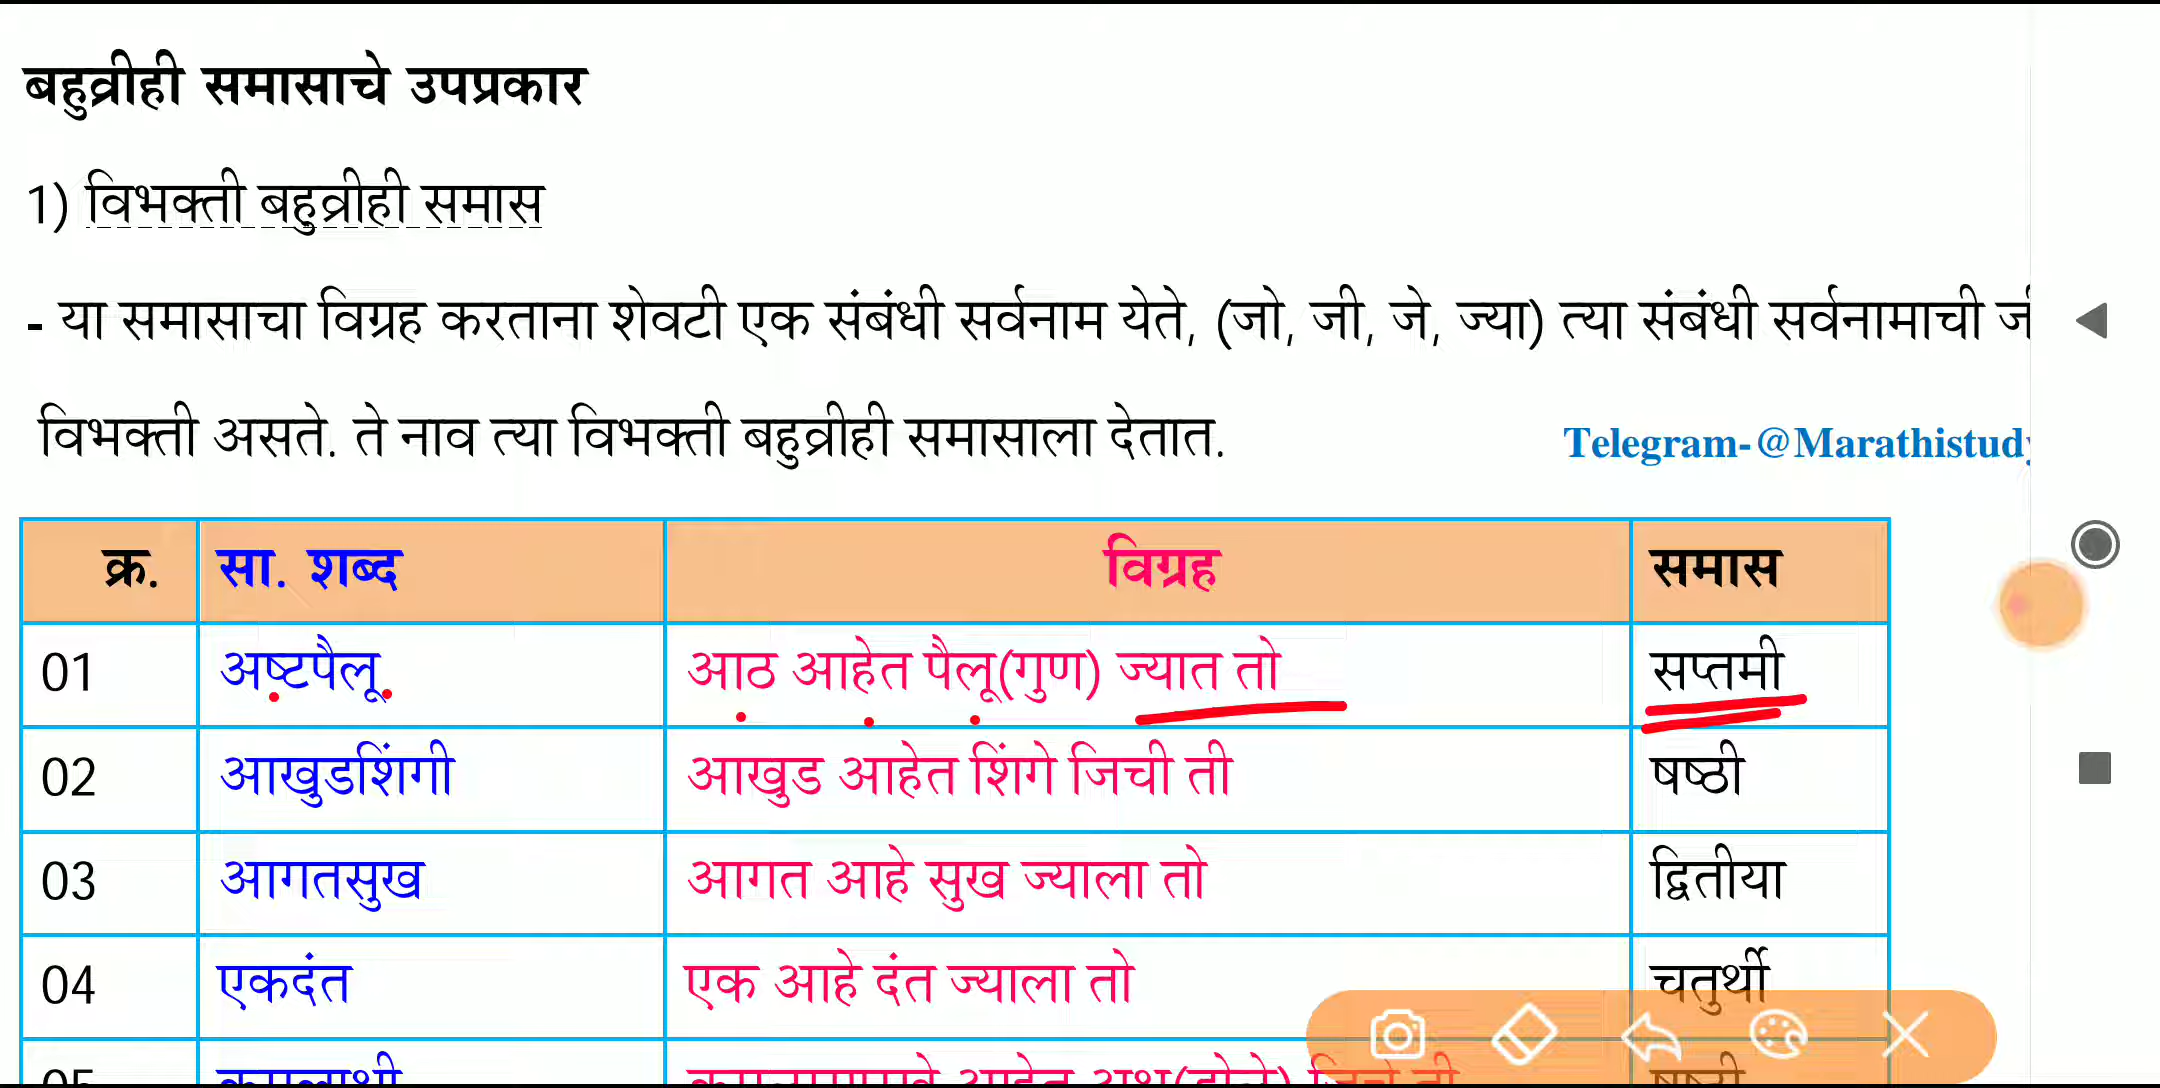 बहुव्रीही समासाचे उपप्रकार
1) विभक्ती बहुव्रीही समास
- या समासाचा विग्रह करताना शेवटी एक संबंधी सर्वनाम येते, (जो, जी, जे, ज्या) त्या संबंधी सर्वनामाची जी
विभक्ती असते. ते नाव त्या विभक्ती बहुव्रीही समासाला देतात.
Telegram-@Marathistudy
क्र. सा. शब्द विग्रह समास
01 अष्टपैलू आठ आहेत पैलू(गुण) ज्यात तो सप्तमी
02 आखुडशिंगी आखुड आहेत शिंगे जिची ती षष्ठी
03 आगतसुख आगत आहे सुख ज्याला तो द्वितीया
04 एकदंत एक आहे दंत ज्याला तो चतुर्थी